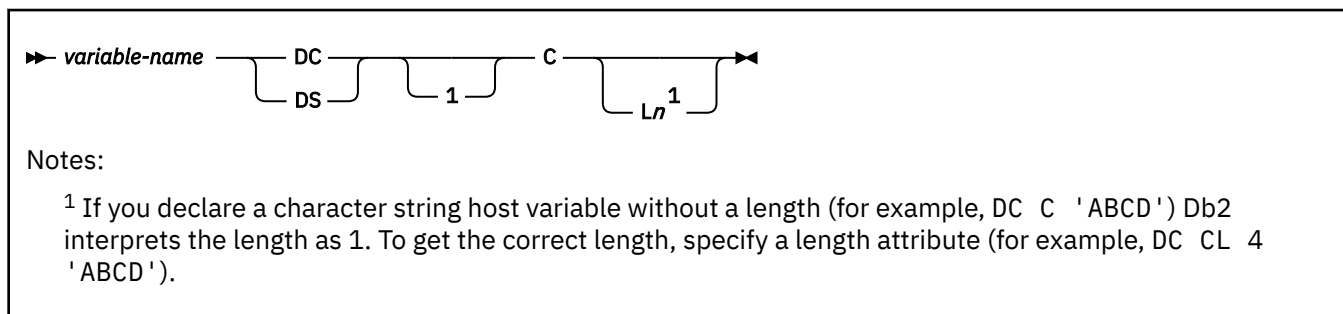 variable-name DC 1 C Ln 1
DS
Notes:
1 If you declare a character string host variable without a length (for example, DC C 'ABCD') Db2
interprets the length as 1. To get the correct length, specify a length attribute (for example, DC CL 4
'ABCD').